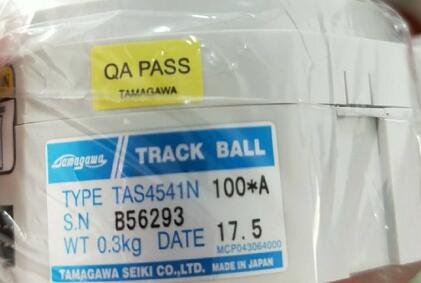 QA PASS
TAMAGAWA
Tamagawa TRACK BALL
TYPE TAS4541N 100*A
S.N B56293
WT 0.3kg DATE 17.5
MCP043064000
TAMAGAWA SEIKI CO.,LTD. MADE IN JAPAN